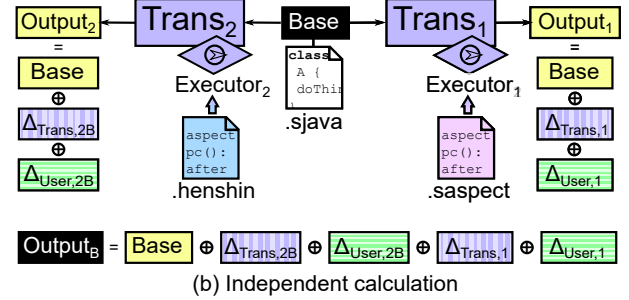 Output2 Trans2 Base Trans1 Output1
= class =
Base A { Base
doThin
⊕ Executor2 Executor1 ⊕
ΔTrans,2B .sjava ΔTrans,1
⊕ aspect aspect ⊕
pc(): pc():
ΔUser,2B after after ΔUser,1
.henshin .saspect
OutputB = Base ⊕ ΔTrans,2B ⊕ ΔUser,2B ⊕ ΔTrans,1 ⊕ ΔUser,1
(b) Independent calculation